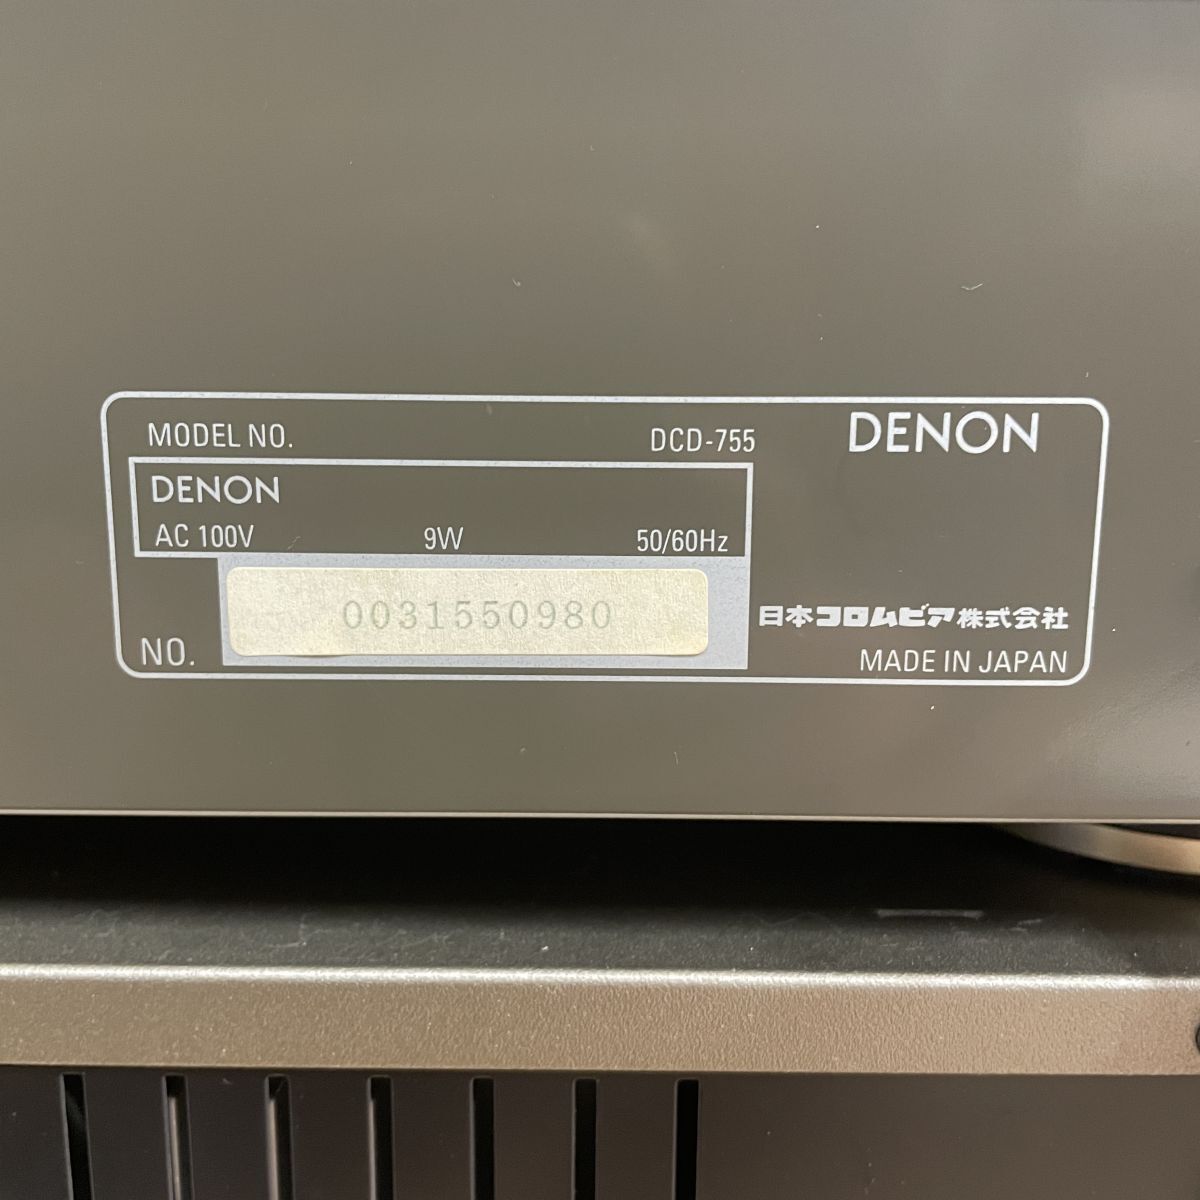 MODEL NO. DCD-755
DENON
DENON
AC 100V 9W 50/60Hz
NO. 0031550980
日本コロムビア株式会社
MADE IN JAPAN